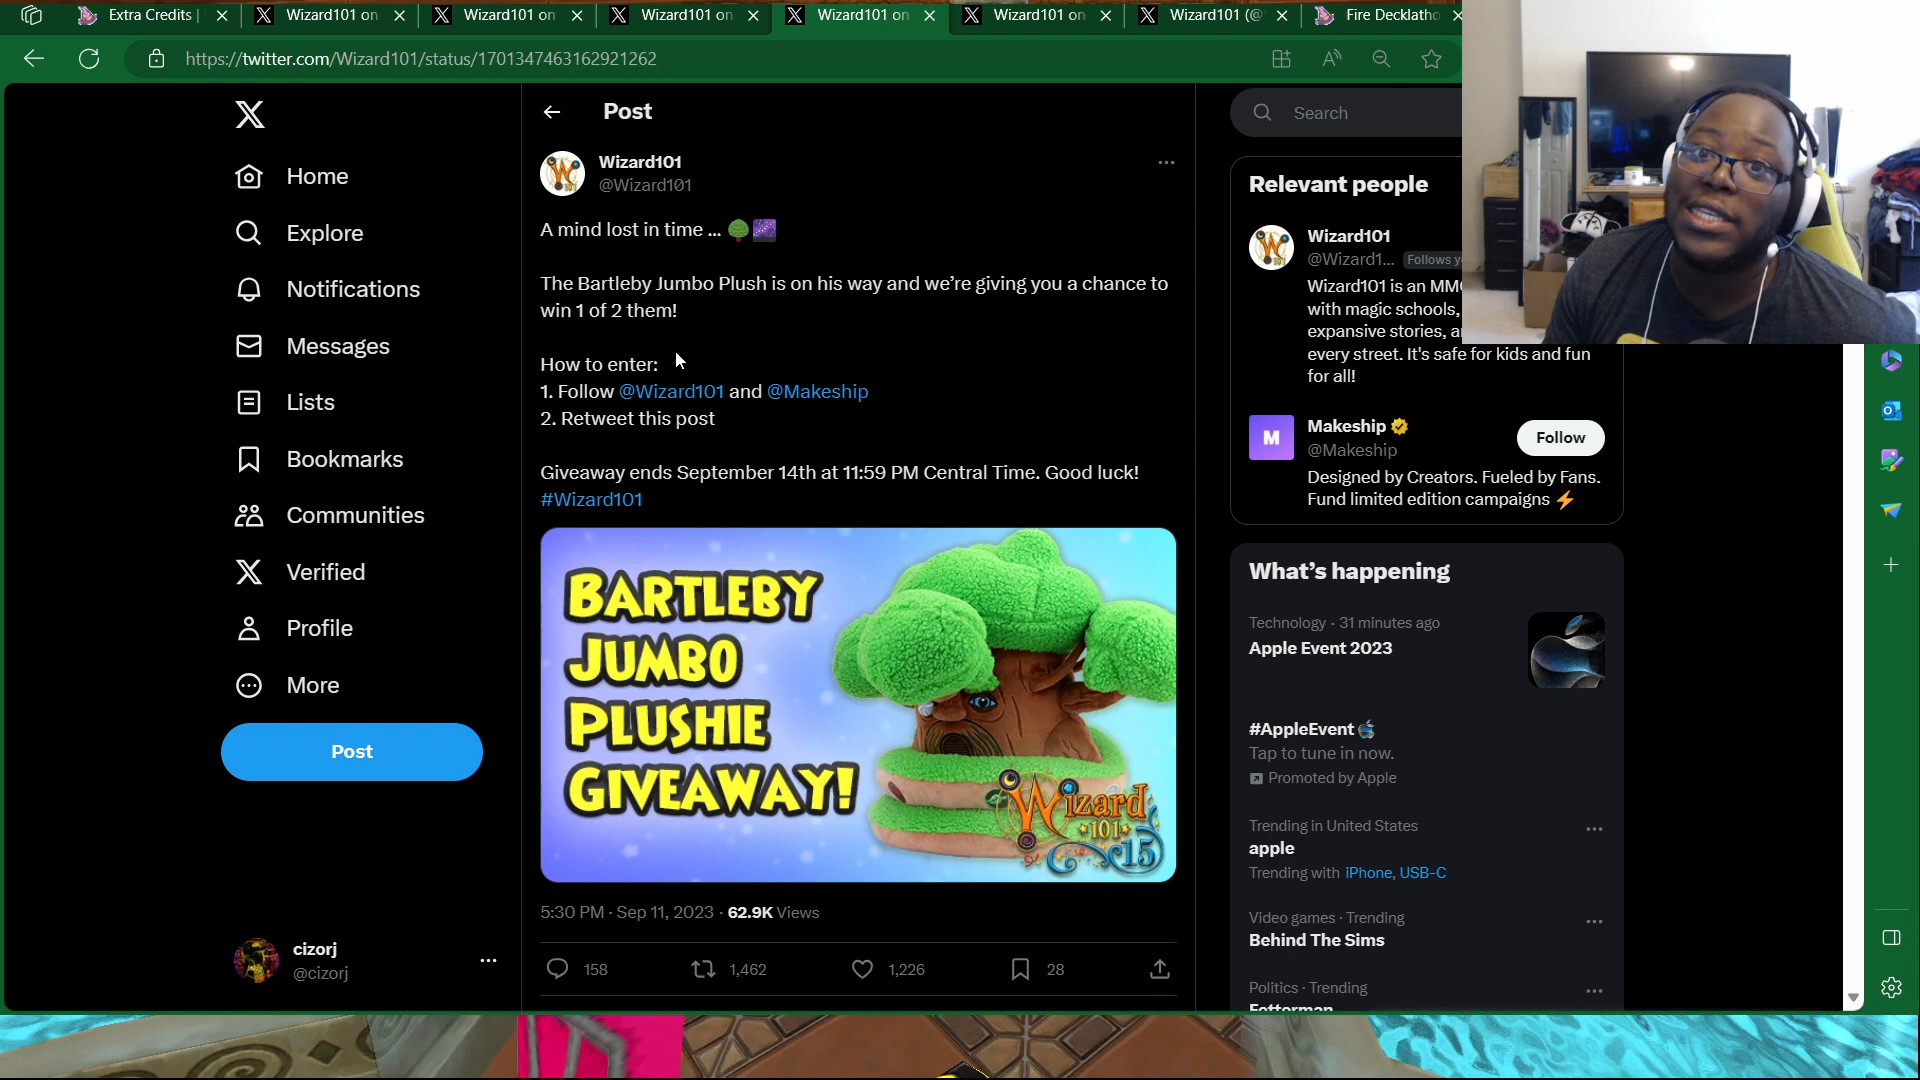 Extra Credits |
Wizard101 on
Wizard101 on
Wizard101 on
Wizard101 on
Wizard101 on
Wizard101 (@
Fire Decklatho
https://twitter.com/Wizard101/status/1701347463162921262
Home
Explore
Notifications
Messages
Lists
Bookmarks
Communities
Verified
Profile
More
Post
cizorj
@cizorj
Post
Wizard101
@Wizard101
A mind lost in time ...
The Bartleby Jumbo Plush is on his way and we're giving you a chance to
win 1 of 2 them!
How to enter:
1. Follow @Wizard101 and @Makeship
2. Retweet this post
Giveaway ends September 14th at 11:59 PM Central Time. Good luck!
#Wizard101
BARTLEBY
JUMBO
PLUSHIE
GIVEAWAY!
Wizard
101
15
5:30 PM · Sep 11, 2023 · 62.9K Views
158
1,462
1,226
28
Search
Relevant people
Wizard101
@Wizard1... Follows y
Wizard101 is an MM
with magic schools,
expansive stories, a
every street. It's safe for kids and fun
for all!
M
Makeship
@Makeship
Follow
Designed by Creators. Fueled by Fans.
Fund limited edition campaigns
What's happening
Technology · 31 minutes ago
Apple Event 2023
#AppleEvent
Tap to tune in now.
Promoted by Apple
Trending in United States
apple
Trending with iPhone, USB-C
Video games · Trending
Behind The Sims
Politics · Trending
Fetterman